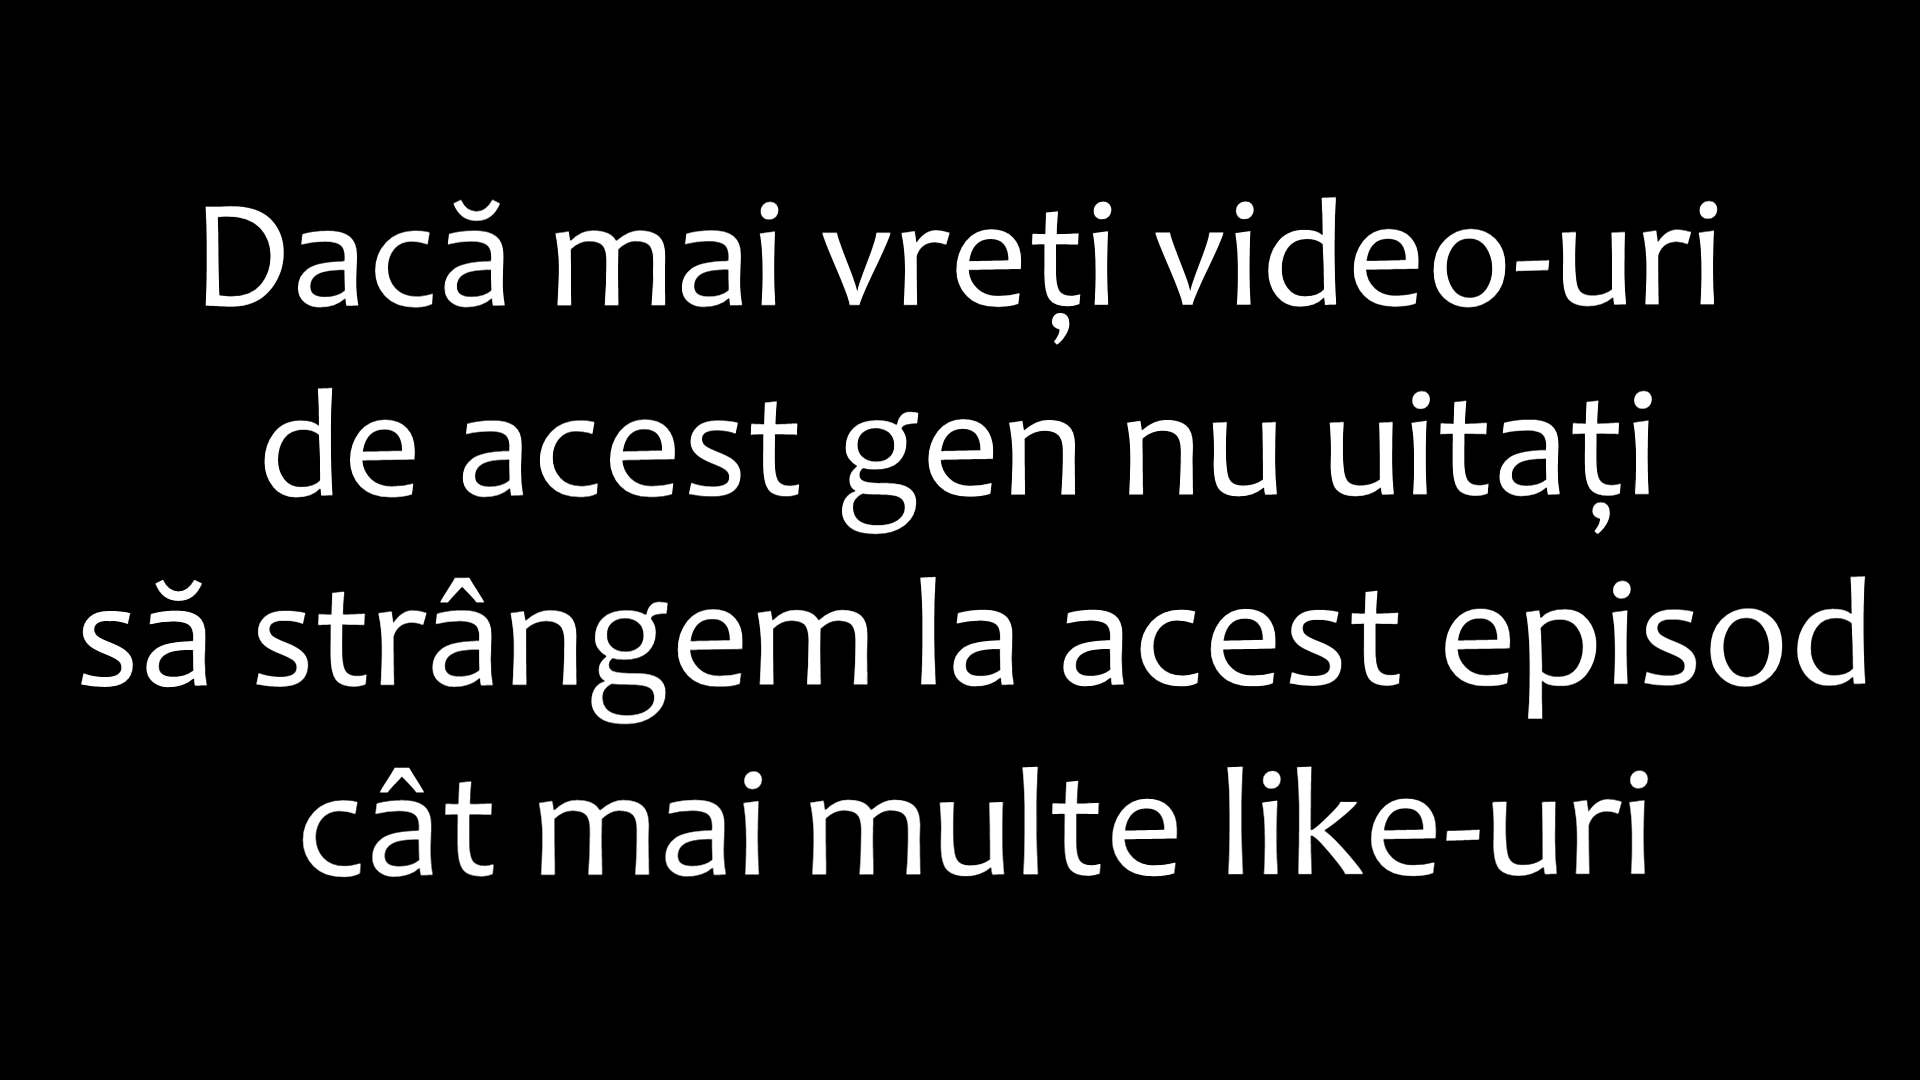 Dacă mai vreți video-uri
de acest gen nu uitați
să strângem la acest episod
cât mai multe like-uri